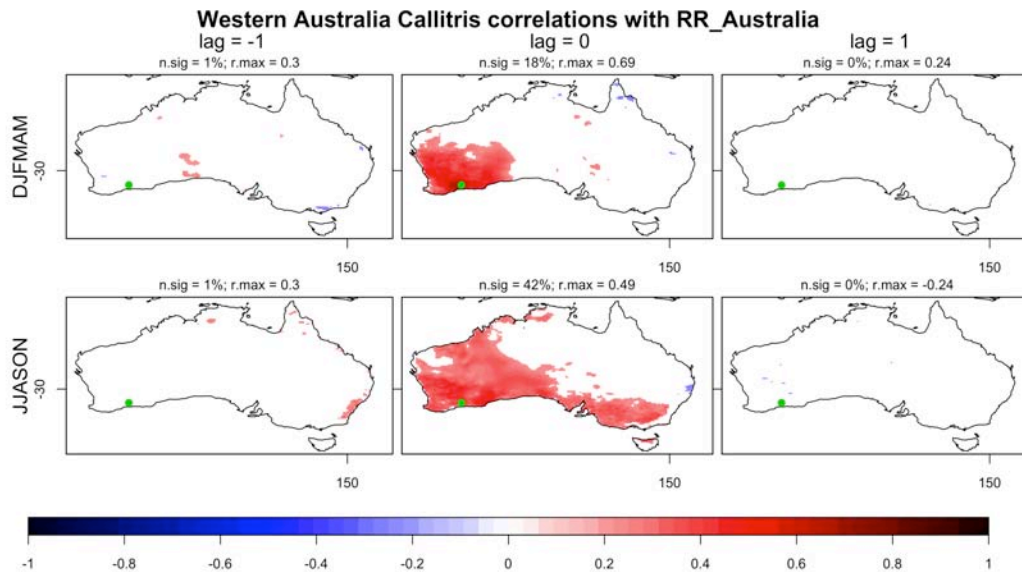 Western Australia Callitris correlations with RR_Australia
lag = -1 lag = 0 lag = 1
n.sig = 1%; r.max = 0.3 n.sig = 18%; r.max = 0.69 n.sig = 0%; r.max = 0.24
DJFMAM
-30
150 150 150
n.sig = 1%; r.max = 0.3 n.sig = 42%; r.max = 0.49 n.sig = 0%; r.max = -0.24
JJASON
-30
150 150 150
-1 -0.8 -0.6 -0.4 -0.2 0 0.2 0.4 0.6 0.8 1